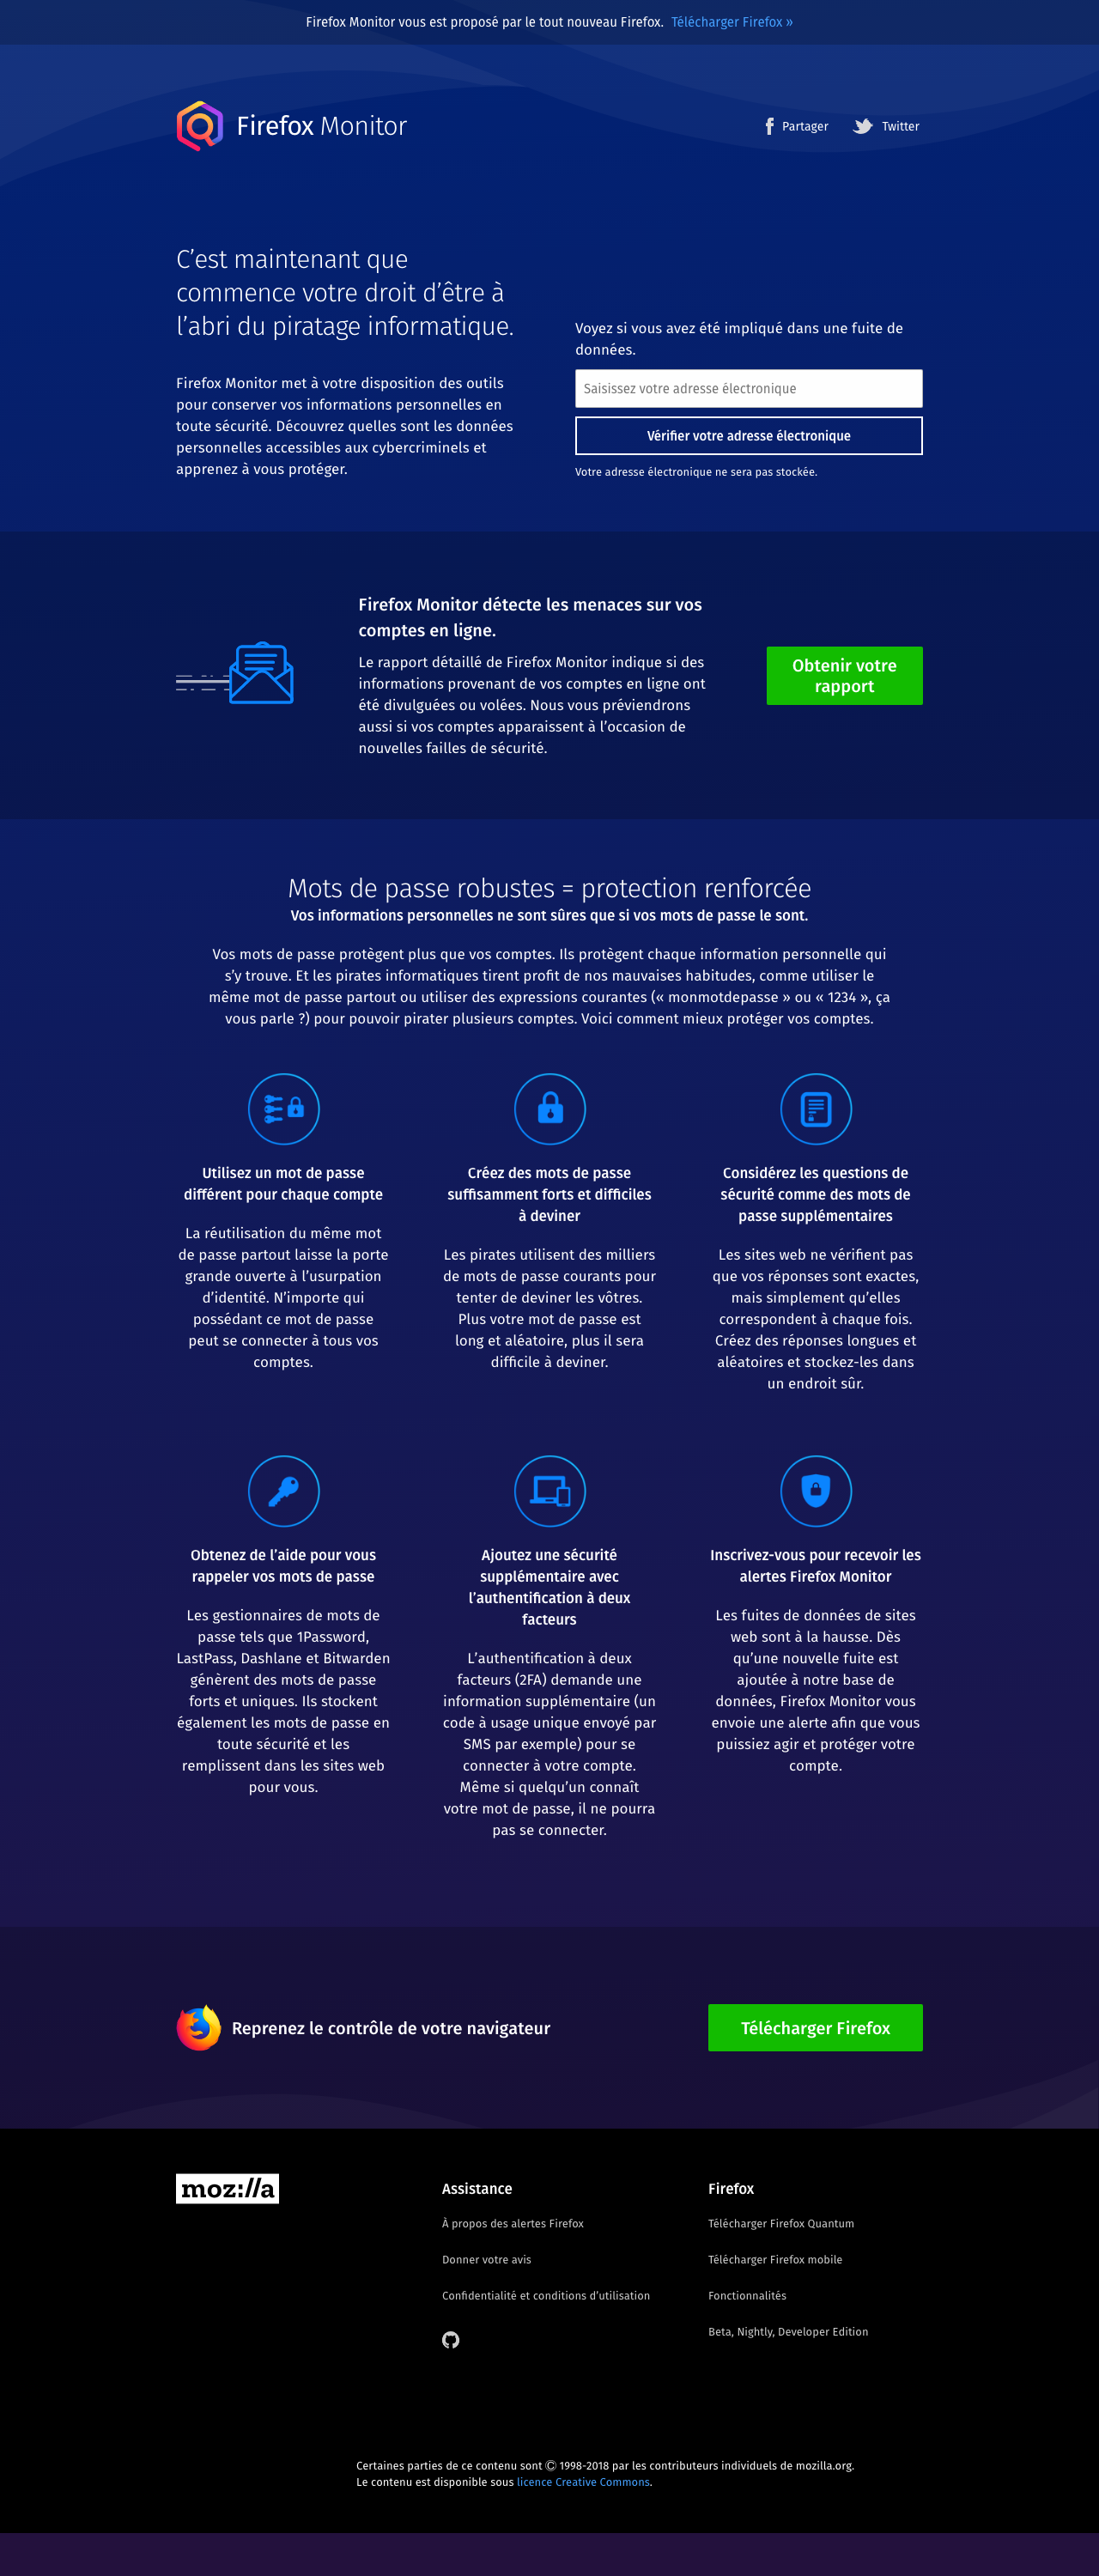 Firefox Monitor vous est proposé par le tout nouveau Firefox. Télécharger Firefox »
Firefox Monitor
Partager
Twitter
C’est maintenant que
commence votre droit d’être à
l’abri du piratage informatique.
Firefox Monitor met à votre disposition des outils
pour conserver vos informations personnelles en
toute sécurité. Découvrez quelles sont les données
personnelles accessibles aux cybercriminels et
apprenez à vous protéger.
Voyez si vous avez été impliqué dans une fuite de
données.
Saisissez votre adresse électronique
Vérifier votre adresse électronique
Votre adresse électronique ne sera pas stockée.
Firefox Monitor détecte les menaces sur vos
comptes en ligne.
Le rapport détaillé de Firefox Monitor indique si des
informations provenant de vos comptes en ligne ont
été divulguées ou volées. Nous vous préviendrons
aussi si vos comptes apparaissent à l’occasion de
nouvelles failles de sécurité.
Obtenir votre
rapport
Mots de passe robustes = protection renforcée
Vos informations personnelles ne sont sûres que si vos mots de passe le sont.
Vos mots de passe protègent plus que vos comptes. Ils protègent chaque information personnelle qui
s’y trouve. Et les pirates informatiques tirent profit de nos mauvaises habitudes, comme utiliser le
même mot de passe partout ou utiliser des expressions courantes (« monmotdepasse » ou « 1234 », ça
vous parle ?) pour pouvoir pirater plusieurs comptes. Voici comment mieux protéger vos comptes.
Utilisez un mot de passe
différent pour chaque compte
La réutilisation du même mot
de passe partout laisse la porte
grande ouverte à l’usurpation
d’identité. N’importe qui
possédant ce mot de passe
peut se connecter à tous vos
comptes.
Créez des mots de passe
suffisamment forts et difficiles
à deviner
Les pirates utilisent des milliers
de mots de passe courants pour
tenter de deviner les vôtres.
Plus votre mot de passe est
long et aléatoire, plus il sera
difficile à deviner.
Considérez les questions de
sécurité comme des mots de
passe supplémentaires
Les sites web ne vérifient pas
que vos réponses sont exactes,
mais simplement qu’elles
correspondent à chaque fois.
Créez des réponses longues et
aléatoires et stockez-les dans
un endroit sûr.
Obtenez de l’aide pour vous
rappeler vos mots de passe
Les gestionnaires de mots de
passe tels que 1Password,
LastPass, Dashlane et Bitwarden
génèrent des mots de passe
forts et uniques. Ils stockent
également les mots de passe en
toute sécurité et les
remplissent dans les sites web
pour vous.
Ajoutez une sécurité
supplémentaire avec
l’authentification à deux
facteurs
L’authentification à deux
facteurs (2FA) demande une
information supplémentaire (un
code à usage unique envoyé par
SMS par exemple) pour se
connecter à votre compte.
Même si quelqu’un connaît
votre mot de passe, il ne pourra
pas se connecter.
Inscrivez-vous pour recevoir les
alertes Firefox Monitor
Les fuites de données de sites
web sont à la hausse. Dès
qu’une nouvelle fuite est
ajoutée à notre base de
données, Firefox Monitor vous
envoie une alerte afin que vous
puissiez agir et protéger votre
compte.
Reprenez le contrôle de votre navigateur
Télécharger Firefox
moz://a
Assistance
À propos des alertes Firefox
Donner votre avis
Confidentialité et conditions d’utilisation
Firefox
Télécharger Firefox Quantum
Télécharger Firefox mobile
Fonctionnalités
Beta, Nightly, Developer Edition
Certaines parties de ce contenu sont © 1998-2018 par les contributeurs individuels de mozilla.org.
Le contenu est disponible sous licence Creative Commons.